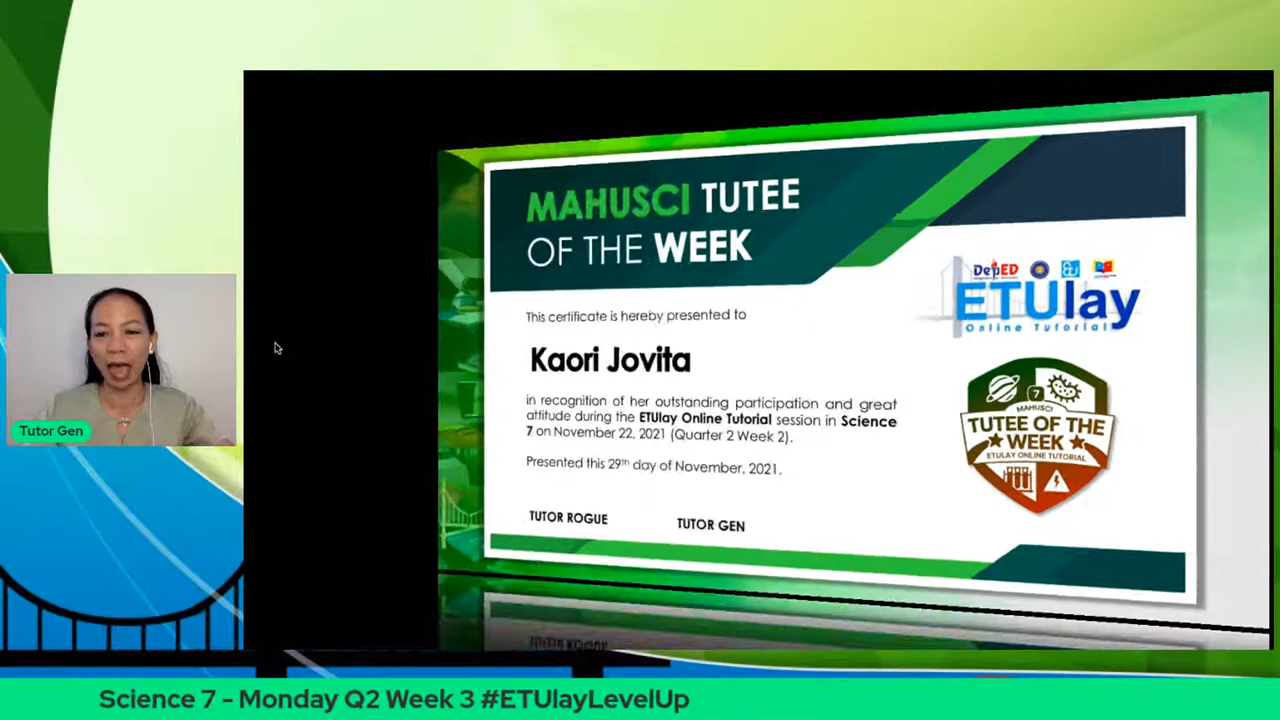 MAHUSCI TUTEE
OF THE WEEK
This certificate is hereby presented to
Kaori Jovita
in recognition of her outstanding participation and great
attitude during the ETUlay Online Tutorial session in Science
7 on November 22, 2021 (Quarter 2 Week 2).
Presented this 29th day of November, 2021.
TUTOR ROGUE
TUTOR GEN
DepED
ETUlay
Online Tutorial
7
MAHUSCI
TUTEE OF THE
WEEK
ETULAY ONLINE TUTORIAL
Tutor Gen
Science 7 - Monday Q2 Week 3 #ETUlayLevelUp